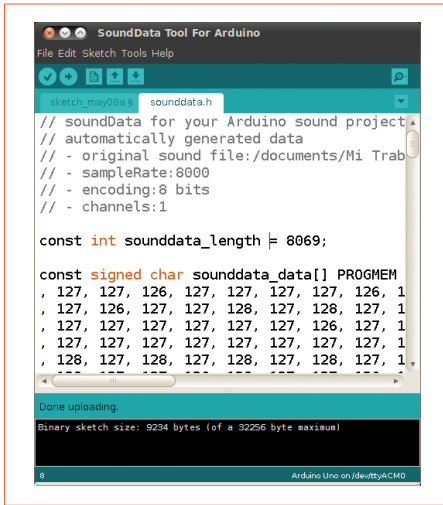 SoundData Tool For Arduino
File Edit Sketch Tools Help
sketch_may08a § sounddata.h
// soundData for your Arduino sound project
// automatically generated data
// - original sound file:/documents/Mi Trab
// - sampleRate:8000
// - encoding:8 bits
// - channels:1
const int sounddata_length = 8069;
const signed char sounddata_data[] PROGMEM
, 127, 127, 126, 127, 127, 127, 127, 126, 1
, 127, 126, 127, 127, 128, 127, 128, 127, 1
, 127, 127, 127, 127, 127, 127, 126, 127, 1
, 127, 127, 127, 127, 128, 127, 127, 127, 1
, 128, 127, 128, 127, 128, 128, 128, 127, 1
Done uploading.
Binary sketch size: 9234 bytes (of a 32256 byte maximum)
8 Arduino Uno on /dev/ttyACM0